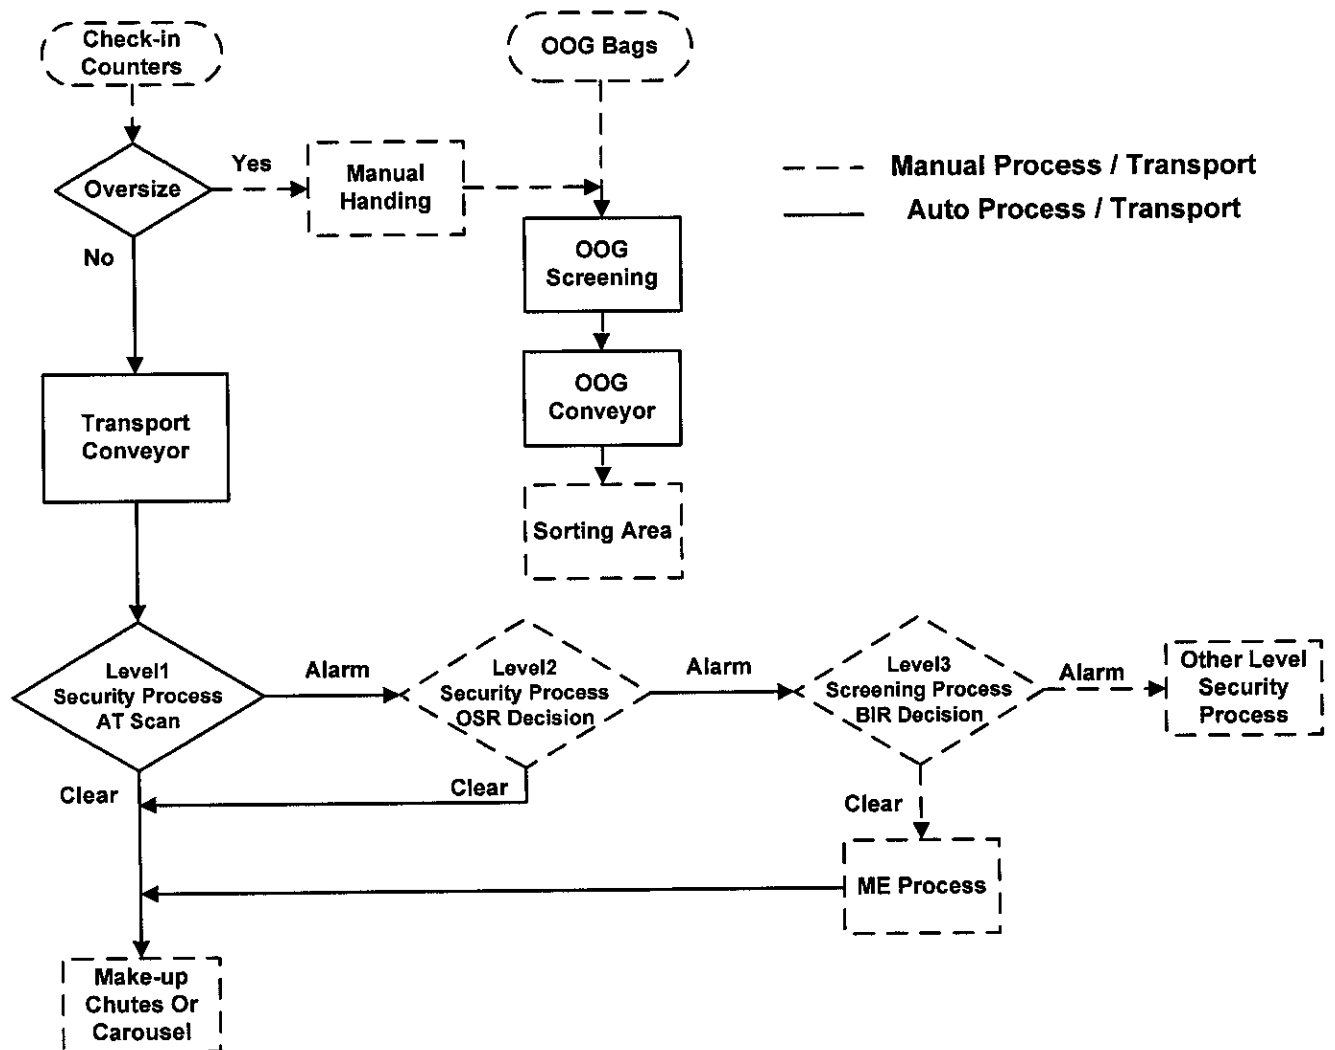 Check-in
Counters
OOG Bags
Yes
Manual
Handing
Oversize
No
Manual Process / Transport
Auto Process / Transport
OOG
Screening
OOG
Conveyor
Transport
Conveyor
Sorting Area
Level1
Security Process
AT Scan
Alarm
Level2
Security Process
OSR Decision
Alarm
Level3
Screening Process
BIR Decision
Alarm
Other Level
Security
Process
Clear
Clear
Clear
ME Process
Make-up
Chutes Or
Carousel